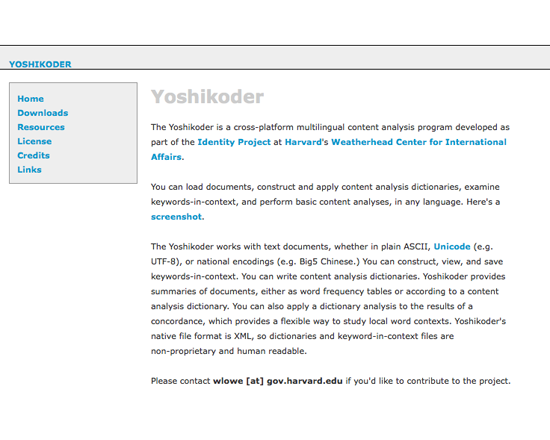 YOSHIKODER
Home
Downloads
Resources
License
Credits
Links
Yoshikoder
The Yoshikoder is a cross-platform multilingual content analysis program developed as
part of the Identity Project at Harvard's Weatherhead Center for International
Affairs.
You can load documents, construct and apply content analysis dictionaries, examine
keywords-in-context, and perform basic content analyses, in any language. Here's a
screenshot.
The Yoshikoder works with text documents, whether in plain ASCII, Unicode (e.g.
UTF-8), or national encodings (e.g. Big5 Chinese.) You can construct, view, and save
keywords-in-context. You can write content analysis dictionaries. Yoshikoder provides
summaries of documents, either as word frequency tables or according to a content
analysis dictionary. You can also apply a dictionary analysis to the results of a
concordance, which provides a flexible way to study local word contexts. Yoshikoder's
native file format is XML, so dictionaries and keyword-in-context files are
non-proprietary and human readable.
Please contact wlowe [at] gov.harvard.edu if you'd like to contribute to the project.